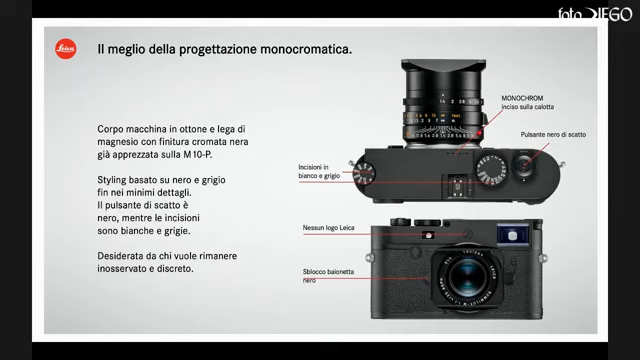 foto DIEGO
Leica
Il meglio della progettazione monocromatica.
MONOCHROM
inciso sulla calotta
Pulsante nero di scatto
Corpo macchina in ottone e lega di
magnesio con finitura cromata nera
già apprezzata sulla M10-P.
Incisioni in
bianco e grigio
Styling basato su nero e grigio
fin nei minimi dettagli.
Il pulsante di scatto è
nero, mentre le incisioni
sono bianche e grigie.
Nessun logo Leica
Desiderata da chi vuole rimanere
inosservato e discreto.
Sblocco baionetta
nero